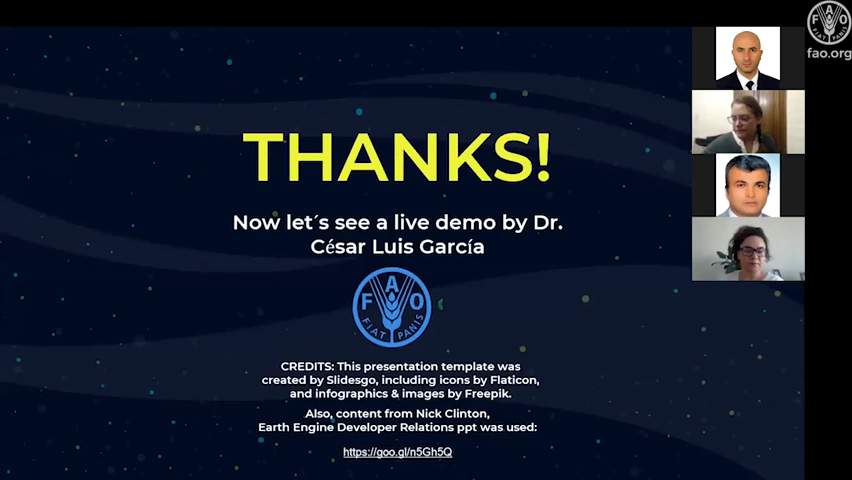 THANKS!
Now let´s see a live demo by Dr.
César Luis García
F A O
FIAT PANIS
CREDITS: This presentation template was
created by Slidesgo, including icons by Flaticon,
and infographics & images by Freepik.
Also, content from Nick Clinton,
Earth Engine Developer Relations ppt was used:
https://goo.gl/n5Gh5Q
F A O
FIAT PANIS
fao.org